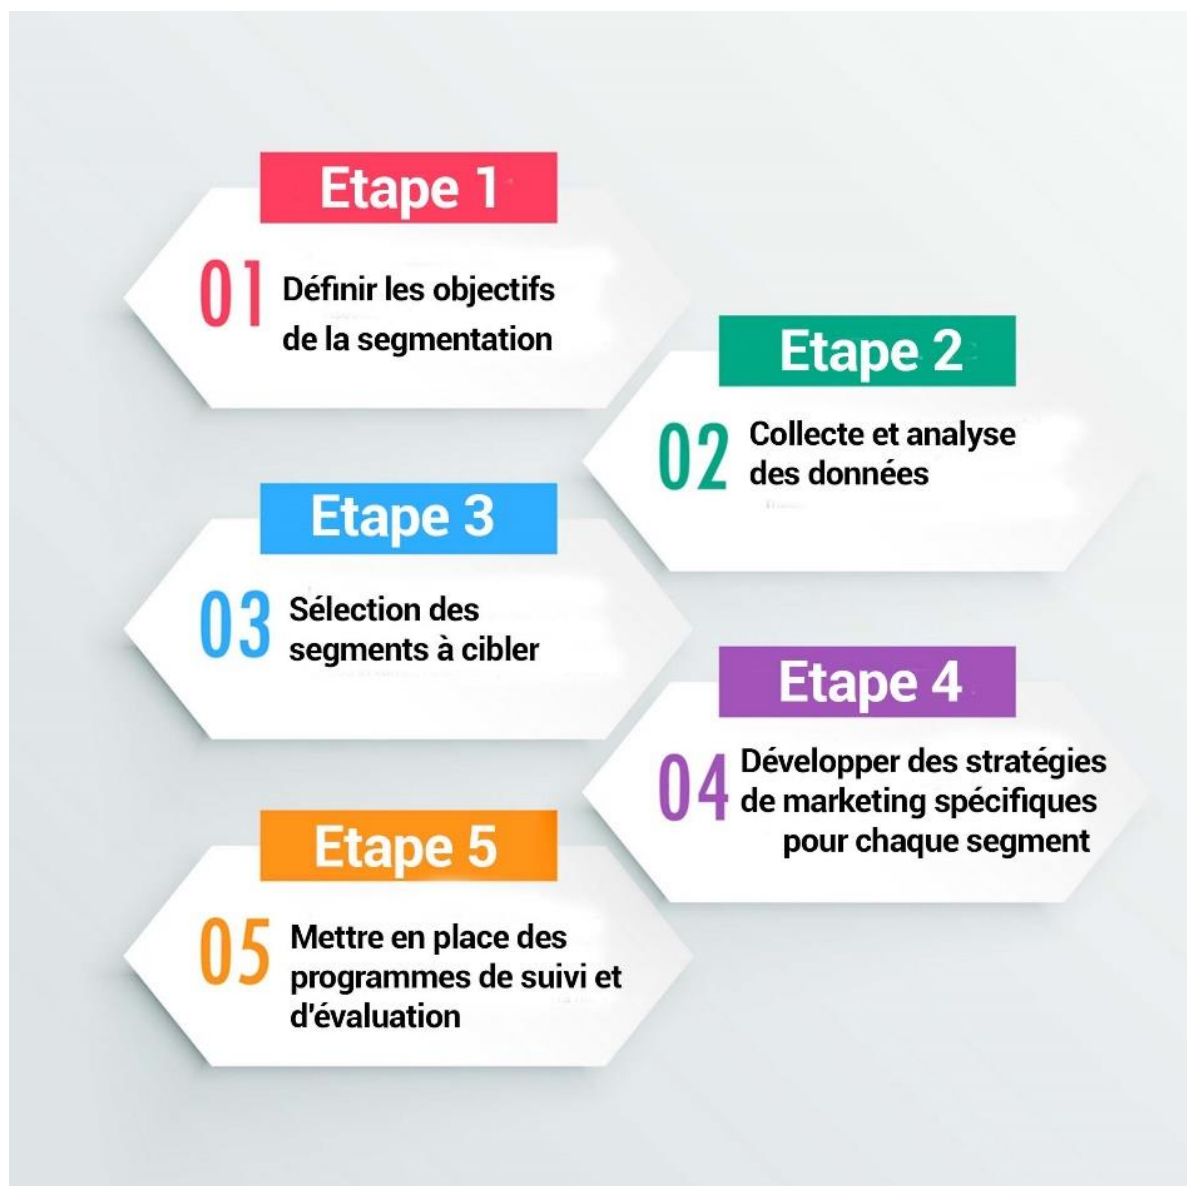 Etape 1
01
Définir les objectifs
de la segmentation
Etape 2
02
Collecte et analyse
des données
Etape 3
03
Sélection des
segments à cibler
Etape 4
04
Développer des stratégies
de marketing spécifiques
pour chaque segment
Etape 5
05
Mettre en place des
programmes de suivi et
d'évaluation